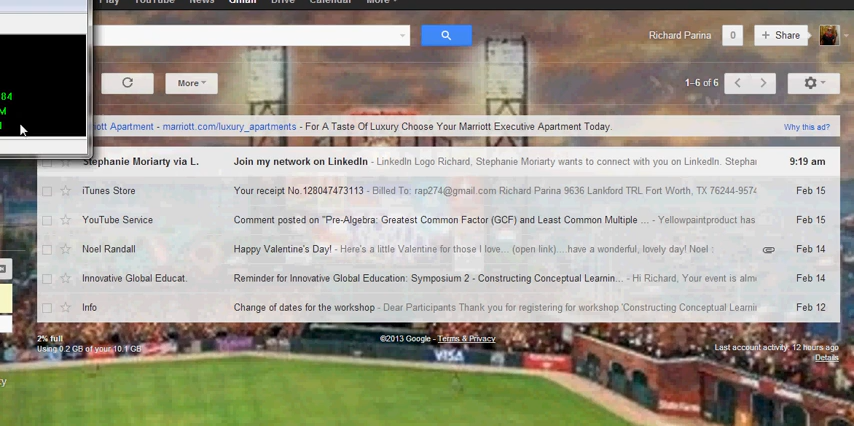 Play YouTube News Gmail Drive Calendar More
Richard Parina 0 + Share
84
M
More
1–6 of 6
riott Apartment - marriott.com/luxury_apartments - For A Taste Of Luxury Choose Your Marriott Executive Apartment Today. Why this ad?
Stephanie Moriarty via L. Join my network on LinkedIn - LinkedIn Logo Richard, Stephanie Moriarty wants to connect with you on LinkedIn. Stephan 9:19 am
iTunes Store Your receipt No.128047473113 - Billed To: rap274@gmail.com Richard Parina 9636 Lankford TRL Fort Worth, TX 76244-9574 Feb 15
YouTube Service Comment posted on "Pre-Algebra: Greatest Common Factor (GCF) and Least Common Multiple ... - Yellowpaintproduct has Feb 15
Noel Randall Happy Valentine's Day! - Here's a little Valentine for those I love... (open link)....have a wonderful, lovely day! Noel : Feb 14
Innovative Global Educat. Reminder for Innovative Global Education: Symposium 2 - Constructing Conceptual Learnin... - Hi Richard, Your event is alm Feb 14
Info Change of dates for the workshop - Dear Participants Thank you for registering for workshop 'Constructing Conceptual Learni Feb 12
2% full
Using 0.2 GB of your 10.1 GB
©2013 Google - Terms & Privacy
Last account activity: 12 hours ago
Details
VISA